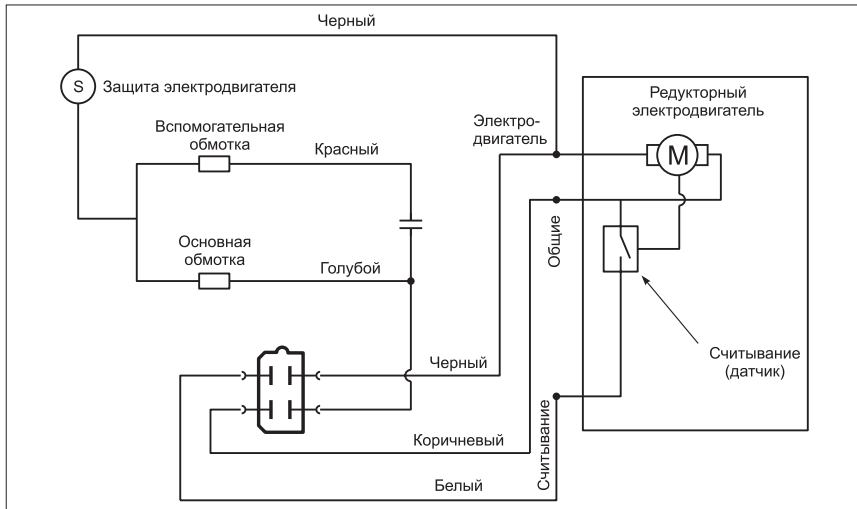 Черный
S
Защита электродвигателя
Вспомогательная
обмотка
Красный
Электро-
двигатель
Редукторный
электродвигатель
M
Общие
Основная
обмотка
Голубой
Считывание
(датчик)
Черный
Коричневый
Считывание
Белый